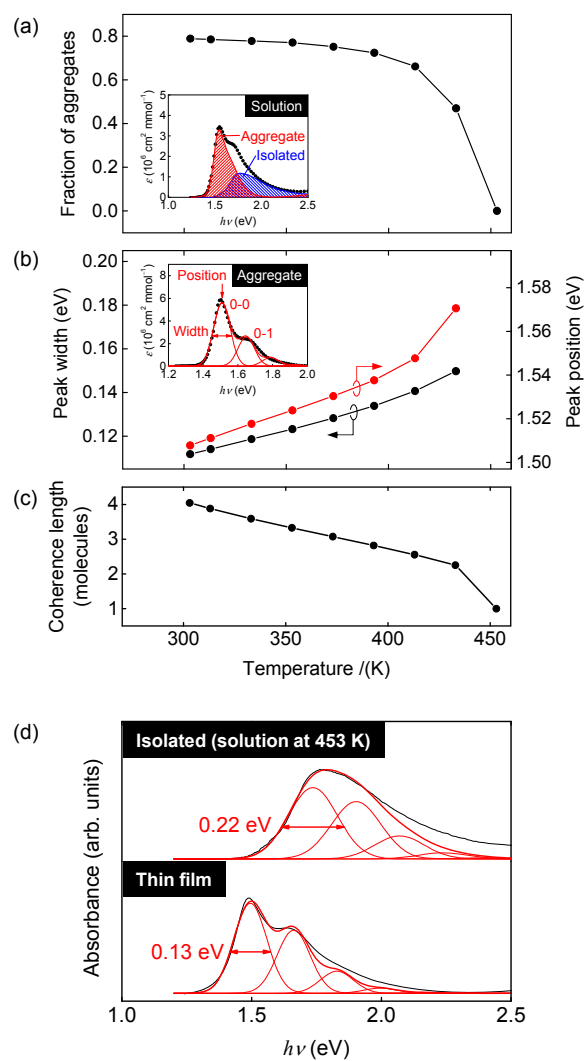 (a)
0.8
0.6
0.4
0.2
0.0
Fraction of aggregates
Solution
Aggregate
Isolated
5
4
3
2
1
0
1.0 1.5 2.0 2.5
ε (10⁶ cm² mmol⁻¹)
hν (eV)
(b)
0.20
0.18
0.16
0.14
0.12
Peak width (eV)
1.58
1.56
1.54
1.52
1.50
Peak position (eV)
Aggregate
Position
0-0
Width
0-1
8
6
4
2
0
1.2 1.4 1.6 1.8 2.0
ε (10⁶ cm² mmol⁻¹)
hν (eV)
(c)
4
3
2
1
Coherence length
(molecules)
300 350 400 450
Temperature /(K)
(d)
Isolated (solution at 453 K)
0.22 eV
Thin film
0.13 eV
Absorbance (arb. units)
1.0 1.5 2.0 2.5
hν (eV)